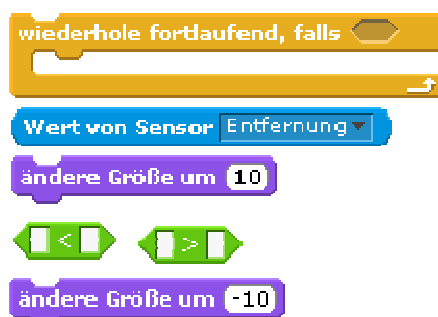 wiederhole fortlaufend, falls
Wert von Sensor Entfernung
ändere Größe um 10
< >
ändere Größe um -10